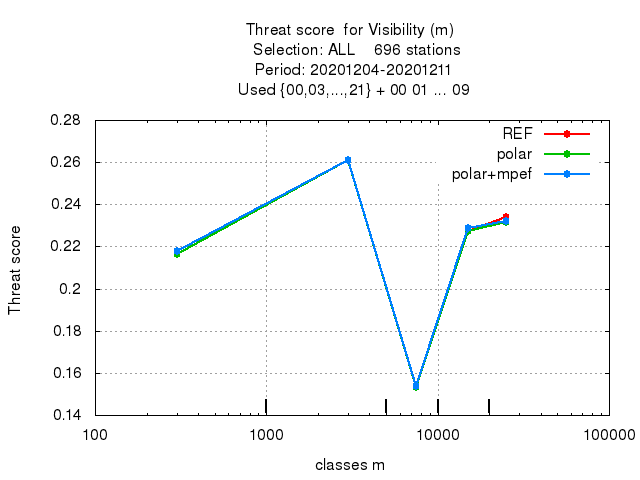 Threat score for Visibility (m)
Selection: ALL 696 stations
Period: 20201204-20201211
Used {00,03,...,21} + 00 01 ... 09
0.28
0.26
0.24
0.22
0.2
0.18
0.16
0.14
Threat score
REF
polar
polar+mpef
100
1000
10000
100000
classes m